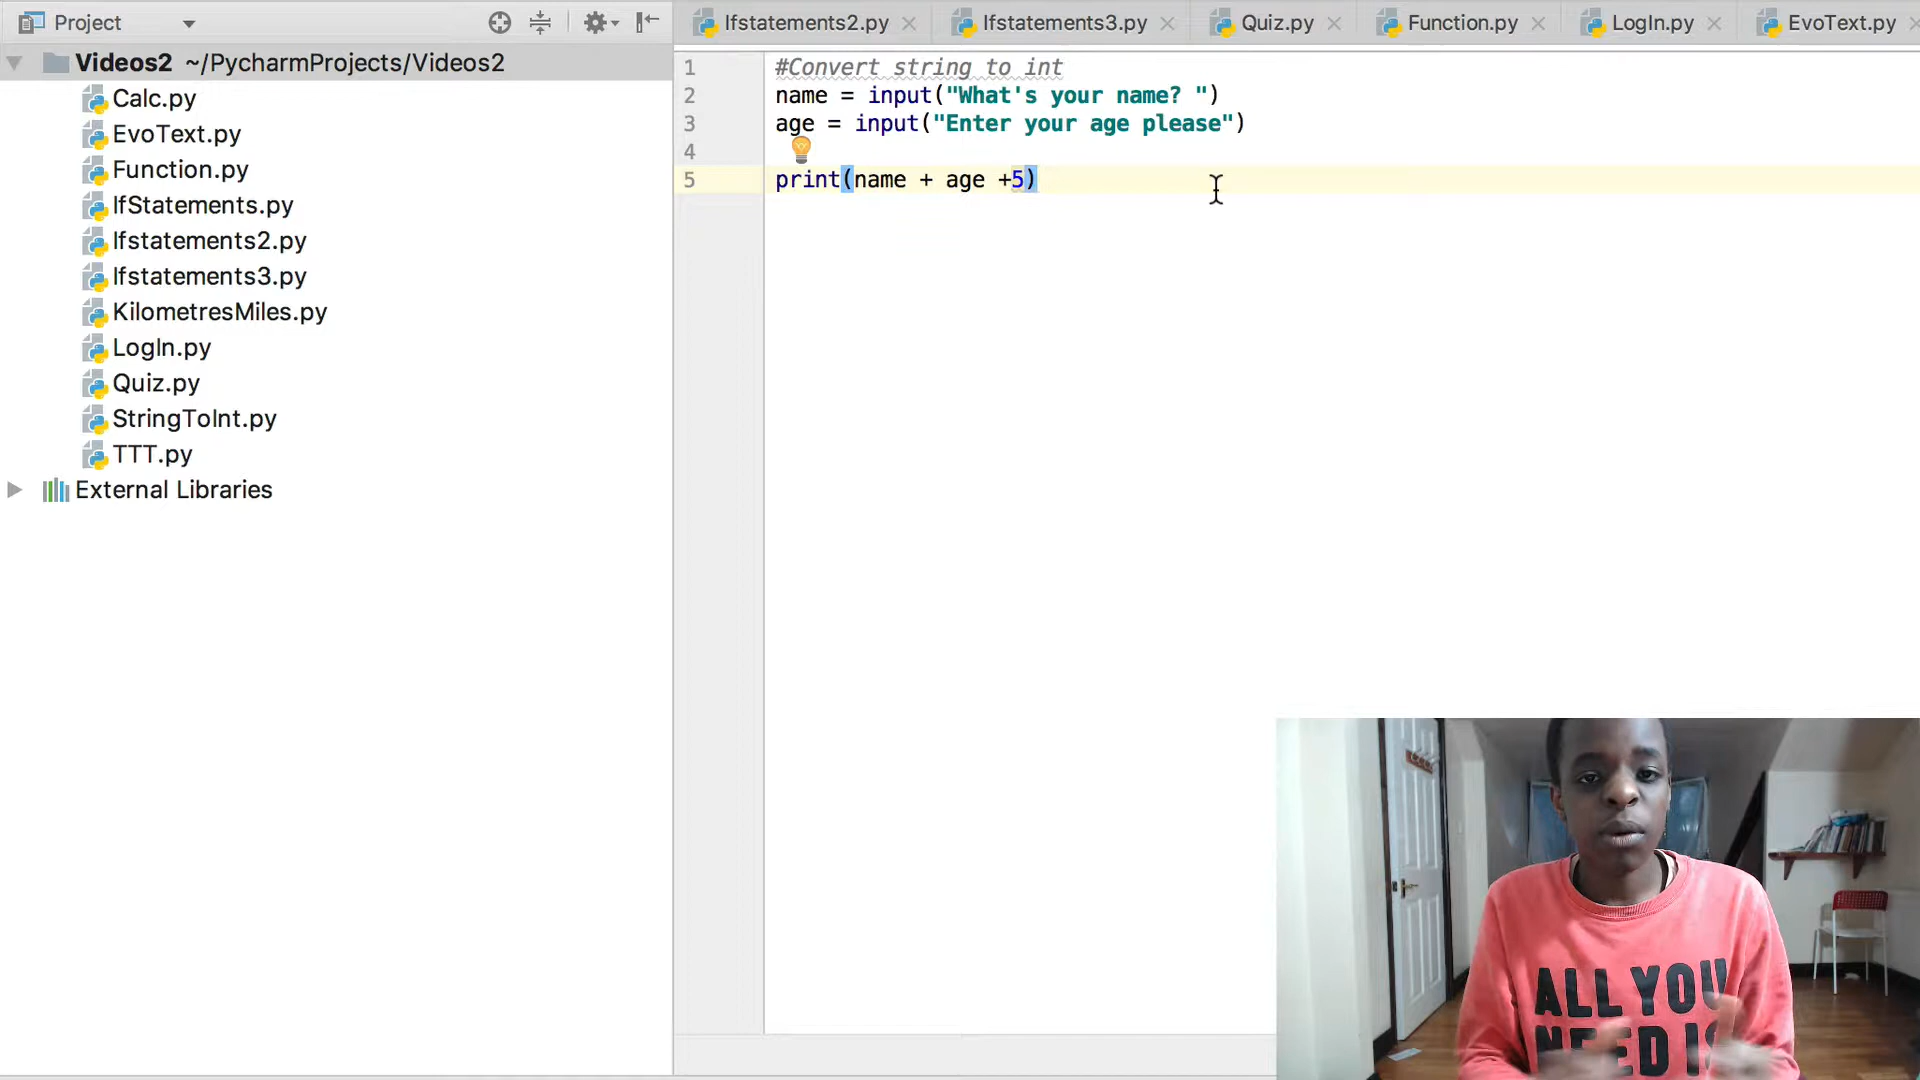 Project
Ifstatements2.py
Ifstatements3.py
Quiz.py
Function.py
LogIn.py
EvoText.py
Videos2 ~/PycharmProjects/Videos2
Calc.py
EvoText.py
Function.py
IfStatements.py
Ifstatements2.py
Ifstatements3.py
KilometresMiles.py
LogIn.py
Quiz.py
StringToInt.py
TTT.py
External Libraries
1 #Convert string to int
2 name = input("What's your name? ")
3 age = input("Enter your age please")
4
5 print(name + age +5)
ALL YOU
NEED IS